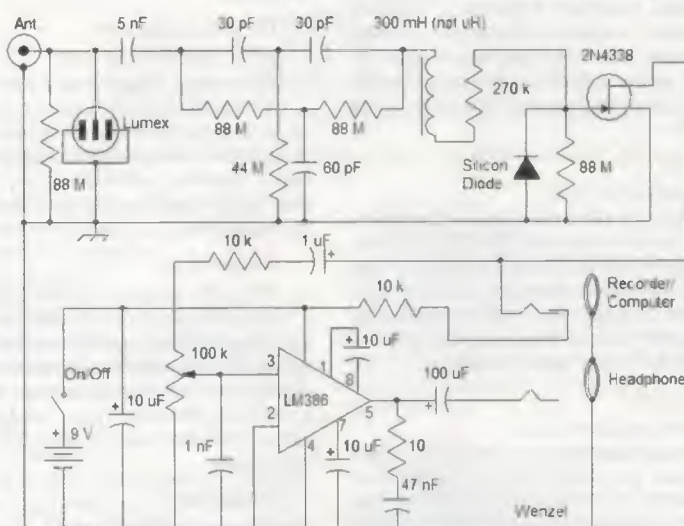 Ant.
5 nF
30 pF
30 pF
300 mH (not uH)
2N4338
Lumex
88 M
88 M
270 k
88 M
44 M
60 pF
Silicon
Diode
88 M
10 k
1 uF
+
10 k
Recorder/
Computer
On/Off
100 k
3
1
+
10 uF
8
LM386
100 uF
Headphone
+
9 V
+
10 uF
2
5
+
7
4
+
10 uF
10
1 nF
47 nF
Wenzel